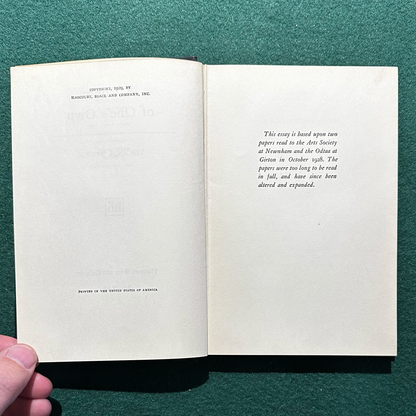 COPYRIGHT, 1929, BY
HARCOURT, BRACE AND COMPANY, INC.
PRINTED IN THE UNITED STATES OF AMERICA
This essay is based upon two
papers read to the Arts Society
at Newnham and the Odtaa at
Girton in October 1928. The
papers were too long to be read
in full, and have since been
altered and expanded.